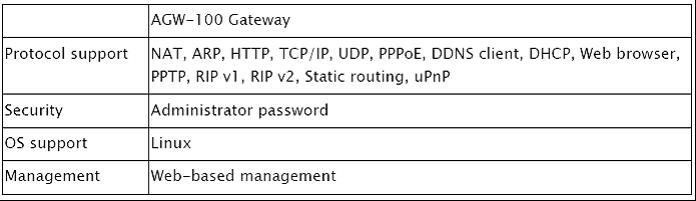 AGW-100 Gateway
Protocol support NAT, ARP, HTTP, TCP/IP, UDP, PPPoE, DDNS client, DHCP, Web browser,
PPTP, RIP v1, RIP v2, Static routing, uPnP
Security Administrator password
OS support Linux
Management Web-based management